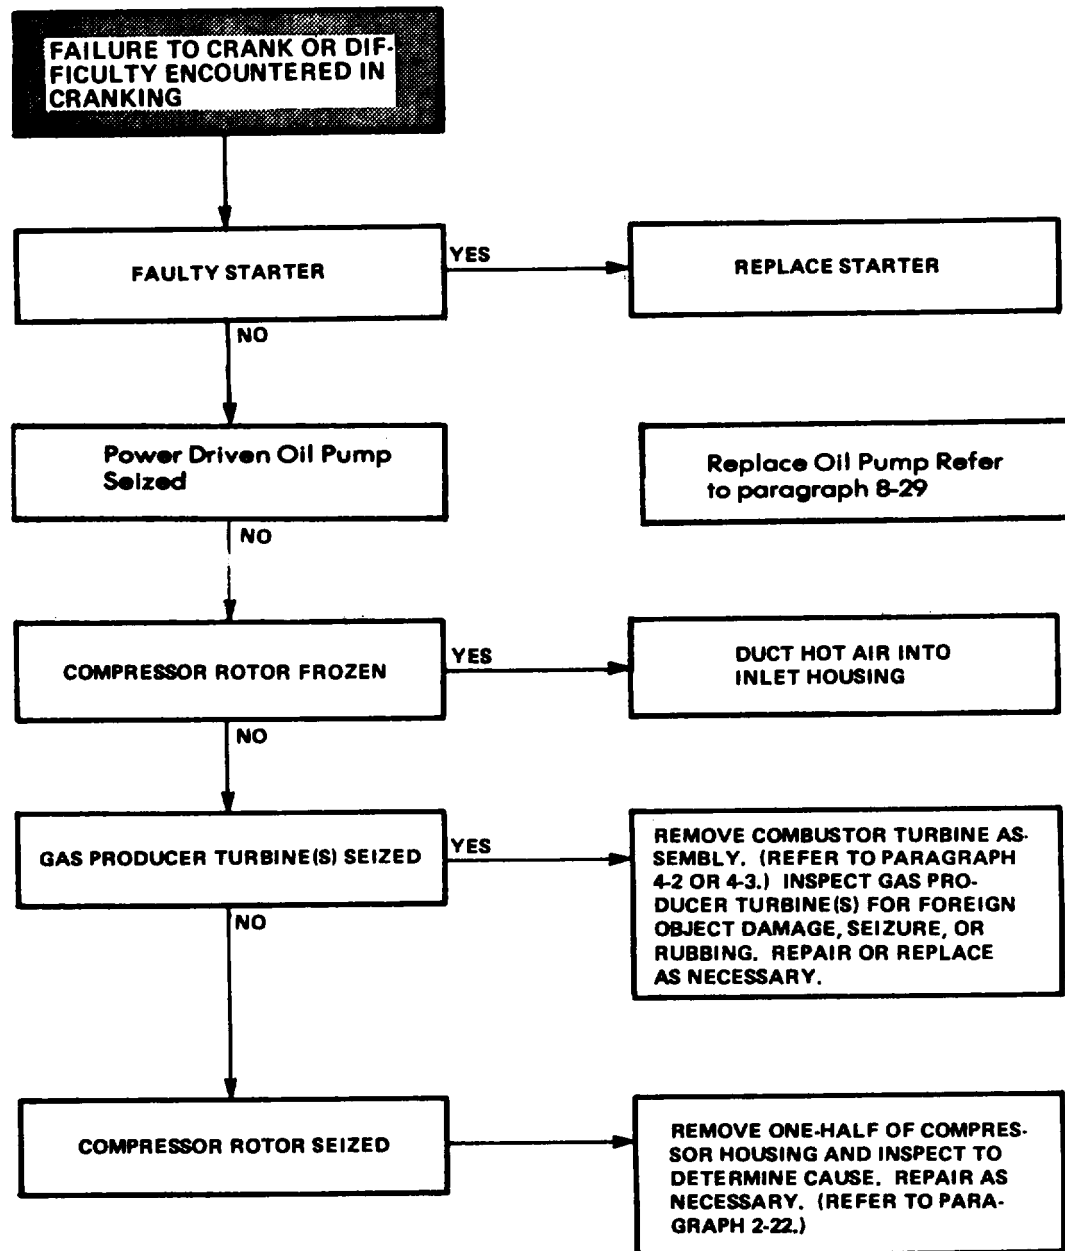 FAILURE TO CRANK OR DIF-
FICULTY ENCOUNTERED IN
CRANKING
FAULTY STARTER
YES
REPLACE STARTER
NO
Power Driven Oil Pump
Seized
Replace Oil Pump Refer
to paragraph 8-29
NO
COMPRESSOR ROTOR FROZEN
YES
DUCT HOT AIR INTO
INLET HOUSING
NO
GAS PRODUCER TURBINE(S) SEIZED
YES
REMOVE COMBUSTOR TURBINE AS-
SEMBLY. (REFER TO PARAGRAPH
4-2 OR 4-3.) INSPECT GAS PRO-
DUCER TURBINE(S) FOR FOREIGN
OBJECT DAMAGE, SEIZURE, OR
RUBBING. REPAIR OR REPLACE
AS NECESSARY.
NO
COMPRESSOR ROTOR SEIZED
REMOVE ONE-HALF OF COMPRES-
SOR HOUSING AND INSPECT TO
DETERMINE CAUSE. REPAIR AS
NECESSARY. (REFER TO PARA-
GRAPH 2-22.)